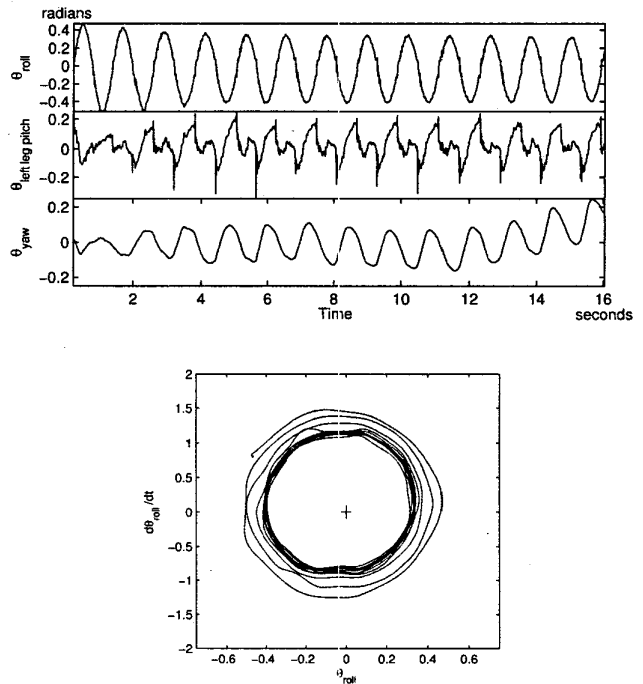 radians
0.4
0.2
0
−0.2
−0.4
θroll
0.2
0
−0.2
θleft leg pitch
0.2
0
−0.2
θyaw
2 4 6 8 10 12 14 16
Time seconds
2
1.5
1
0.5
0
−0.5
−1
−1.5
−2
dθroll/dt
−0.6 −0.4 −0.2 0 0.2 0.4 0.6
θroll